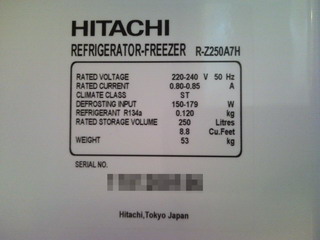 HITACHI
REFRIGERATOR-FREEZER R-Z250A7H
RATED VOLTAGE 220-240 V 50 Hz
RATED CURRENT 0.80-0.85 A
CLIMATE CLASS ST
DEFROSTING INPUT 150-179 W
REFRIGERANT R134a 0.120 kg
RATED STORAGE VOLUME 250 Litres
8.8 Cu.Feet
WEIGHT 53 kg
SERIAL NO.
Hitachi,Tokyo Japan